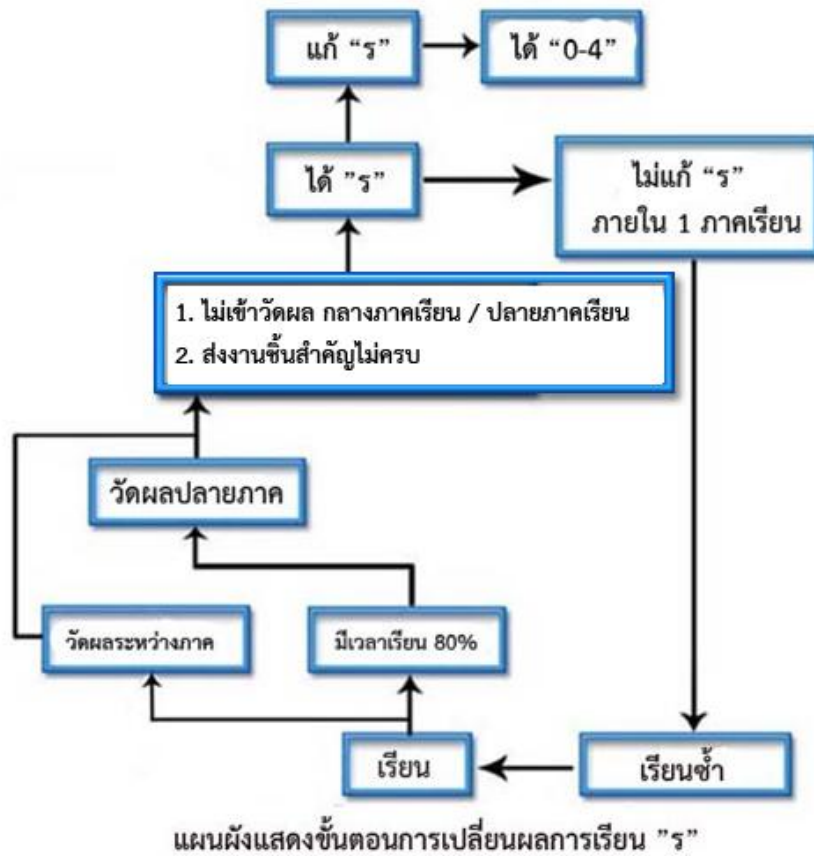 แก้ “ร”
ได้ “0-4”
ได้ ”ร”
ไม่แก้ “ร”
ภายใน 1 ภาคเรียน
1. ไม่เข้าวัดผล กลางภาคเรียน / ปลายภาคเรียน
2. ส่งงานชิ้นสำคัญไม่ครบ
วัดผลปลายภาค
วัดผลระหว่างภาค
มีเวลาเรียน 80%
เรียน
เรียนซ้ำ
แผนผังแสดงขั้นตอนการเปลี่ยนผลการเรียน ”ร”